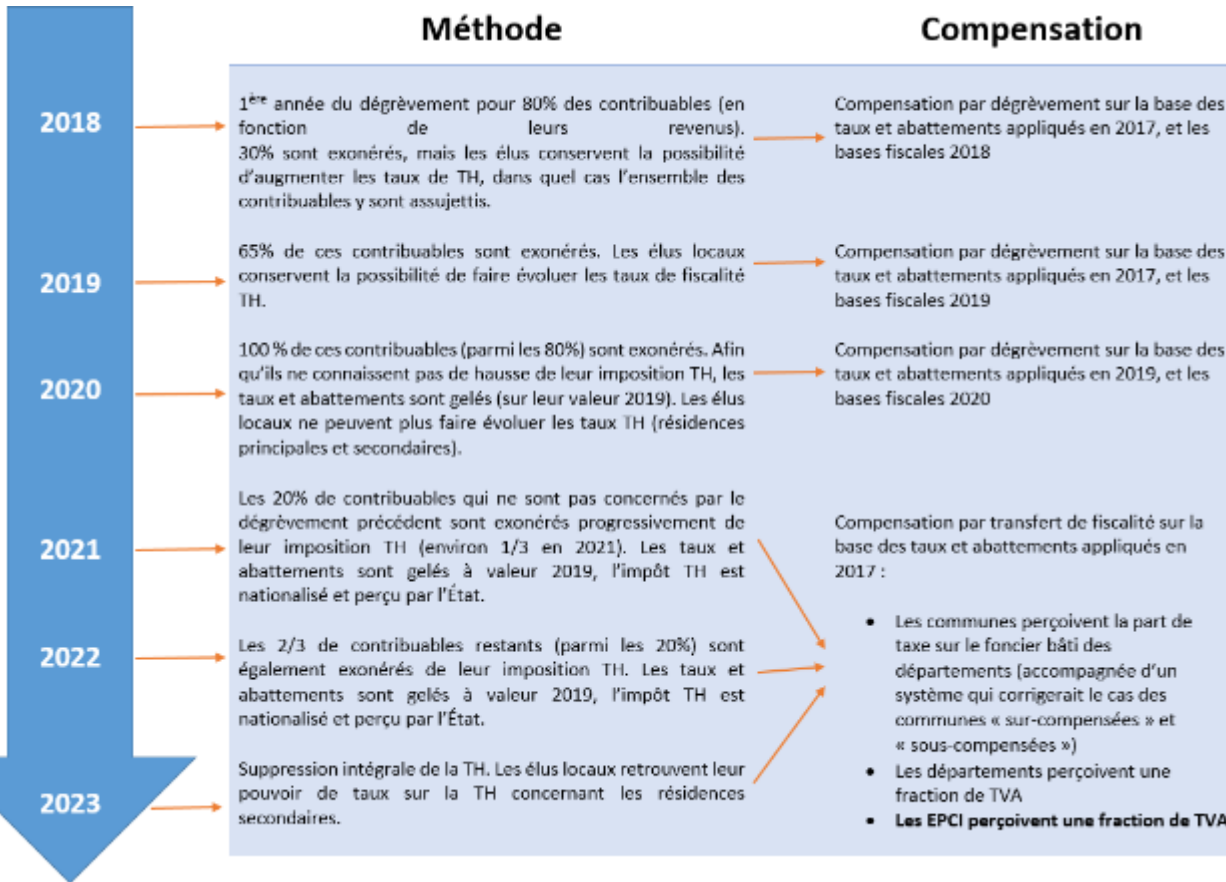 Méthode
Compensation
2018
1ère année du dégrèvement pour 80% des contribuables (en
fonction de leurs revenus).
30% sont exonérés, mais les élus conservent la possibilité
d'augmenter les taux de TH, dans quel cas l'ensemble des
contribuables y sont assujettis.
Compensation par dégrèvement sur la base des
taux et abattements appliqués en 2017, et les
bases fiscales 2018
2019
65% de ces contribuables sont exonérés. Les élus locaux
conservent la possibilité de faire évoluer les taux de fiscalité
TH.
Compensation par dégrèvement sur la base des
taux et abattements appliqués en 2017, et les
bases fiscales 2019
2020
100 % de ces contribuables (parmi les 80%) sont exonérés. Afin
qu'ils ne connaissent pas de hausse de leur imposition TH, les
taux et abattements sont gelés (sur leur valeur 2019). Les élus
locaux ne peuvent plus faire évoluer les taux TH (résidences
principales et secondaires).
Compensation par dégrèvement sur la base des
taux et abattements appliqués en 2019, et les
bases fiscales 2020
2021
Les 20% de contribuables qui ne sont pas concernés par le
dégrèvement précédent sont exonérés progressivement de
leur imposition TH (environ 1/3 en 2021). Les taux et
abattements sont gelés à valeur 2019, l'impôt TH est
nationalisé et perçu par l'État.
2022
Les 2/3 de contribuables restants (parmi les 20%) sont
également exonérés de leur imposition TH. Les taux et
abattements sont gelés à valeur 2019, l'impôt TH est
nationalisé et perçu par l'État.
2023
Suppression intégrale de la TH. Les élus locaux retrouvent leur
pouvoir de taux sur la TH concernant les résidences
secondaires.
Compensation par transfert de fiscalité sur la
base des taux et abattements appliqués en
2017 :
• Les communes perçoivent la part de
taxe sur le foncier bâti des
départements (accompagnée d'un
système qui corrigerait le cas des
communes « sur-compensées » et
« sous-compensées »)
• Les départements perçoivent une
fraction de TVA
• Les EPCI perçoivent une fraction de TVA